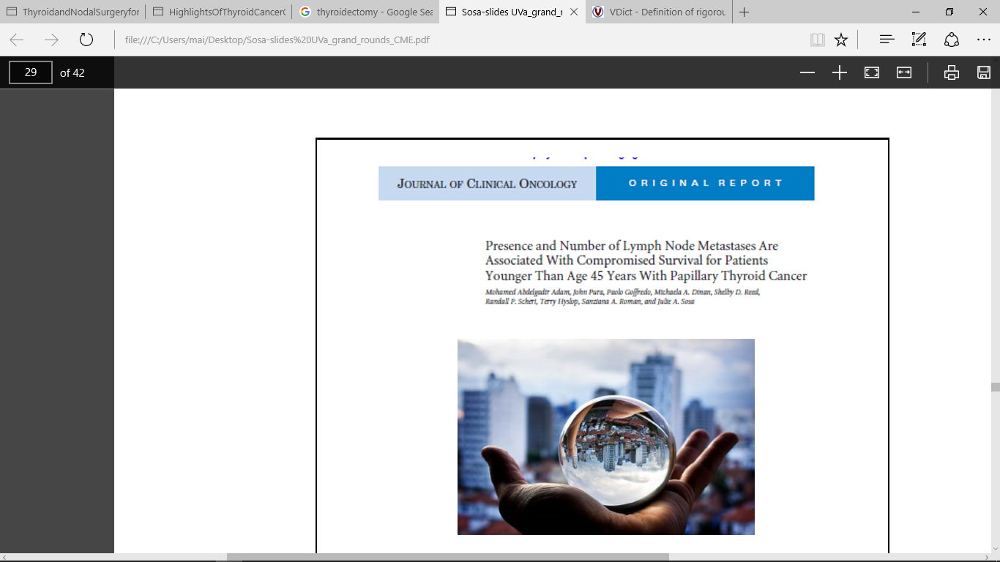 ThyroidandNodalSurgeryfor
HighlightsOfThyroidCancerG
thyroidectomy - Google Sea
Sosa-slides UVa_grand_r
VDict - Definition of rigorou
file:///C:/Users/mai/Desktop/Sosa-slides%20UVa_grand_rounds_CME.pdf
29 of 42
JOURNAL OF CLINICAL ONCOLOGY
ORIGINAL REPORT
Presence and Number of Lymph Node Metastases Are
Associated With Compromised Survival for Patients
Younger Than Age 45 Years With Papillary Thyroid Cancer
Mohamed Abdelgadir Adam, John Pura, Paolo Goffredo, Michaela A. Dinan, Shelby D. Reed,
Randall P. Scheri, Terry Hyslop, Sanziana A. Roman, and Julie A. Sosa